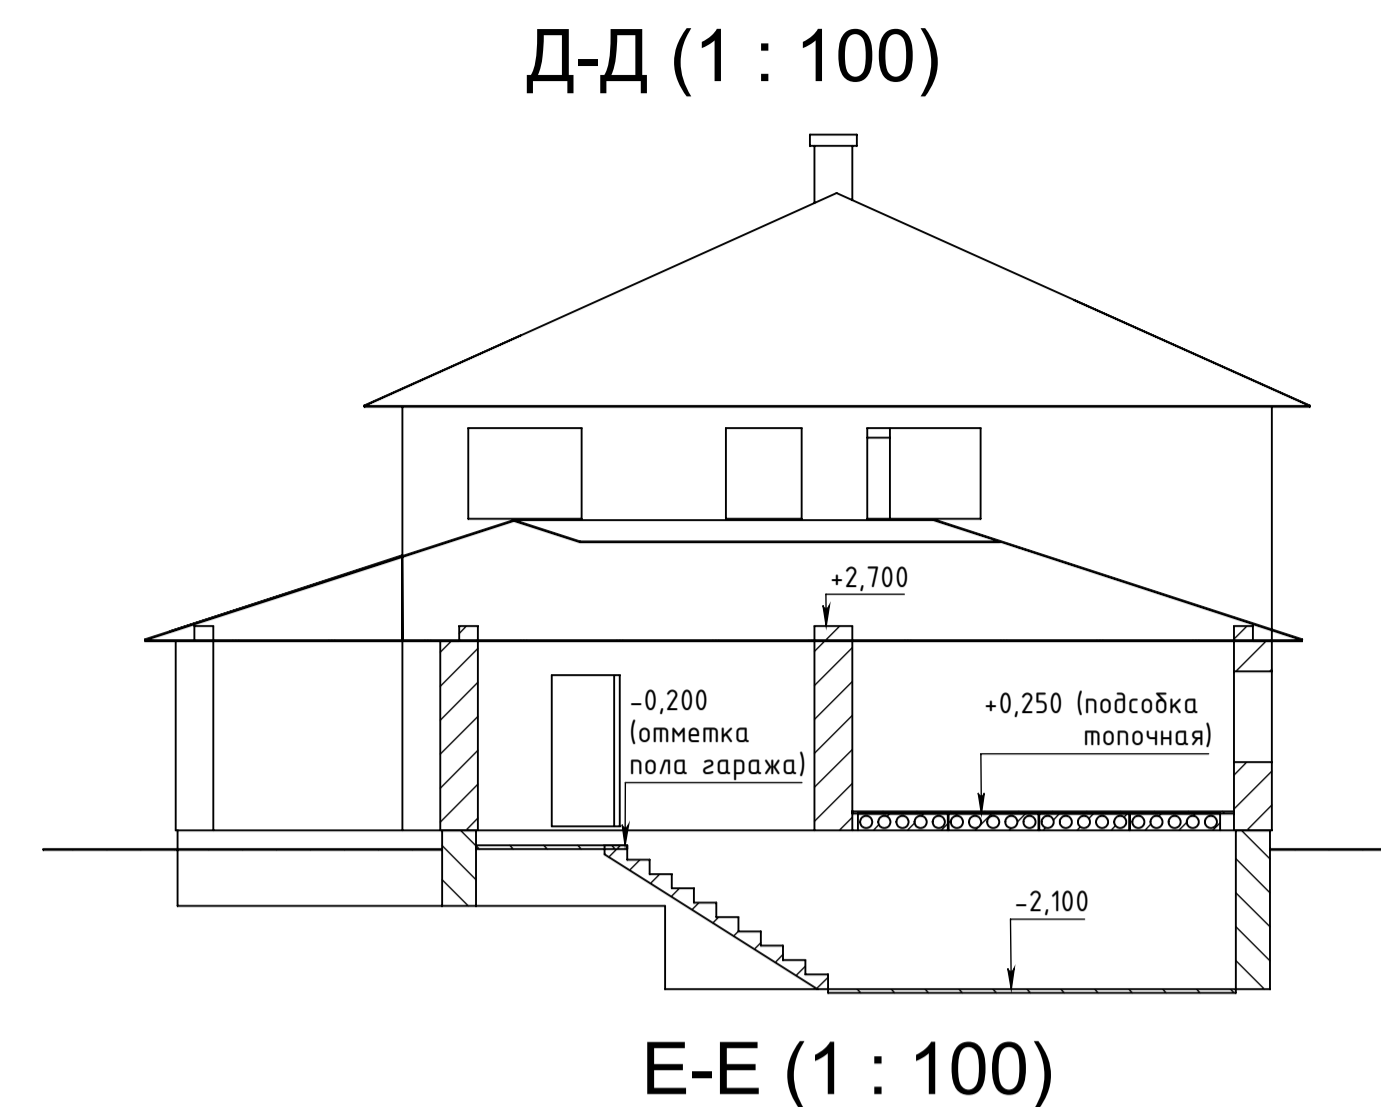 Д-Д (1 : 100)
+2,700
-0,200
(отметка
пола гаража)
+0,250 (подсобка
топочная)
-2,100
Е-Е (1 : 100)